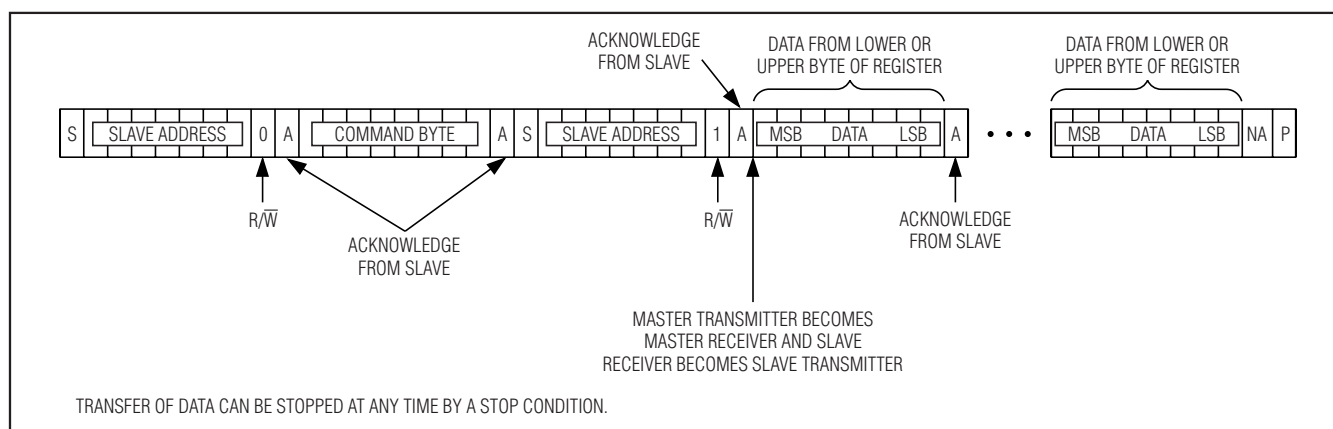 ACKNOWLEDGE
FROM SLAVE
DATA FROM LOWER OR
UPPER BYTE OF REGISTER
DATA FROM LOWER OR
UPPER BYTE OF REGISTER
S SLAVE ADDRESS 0 A COMMAND BYTE A S SLAVE ADDRESS 1 A MSB DATA LSB A • • • MSB DATA LSB NA P
R/W̅
ACKNOWLEDGE
FROM SLAVE
R/W̅
ACKNOWLEDGE
FROM SLAVE
MASTER TRANSMITTER BECOMES
MASTER RECEIVER AND SLAVE
RECEIVER BECOMES SLAVE TRANSMITTER
TRANSFER OF DATA CAN BE STOPPED AT ANY TIME BY A STOP CONDITION.